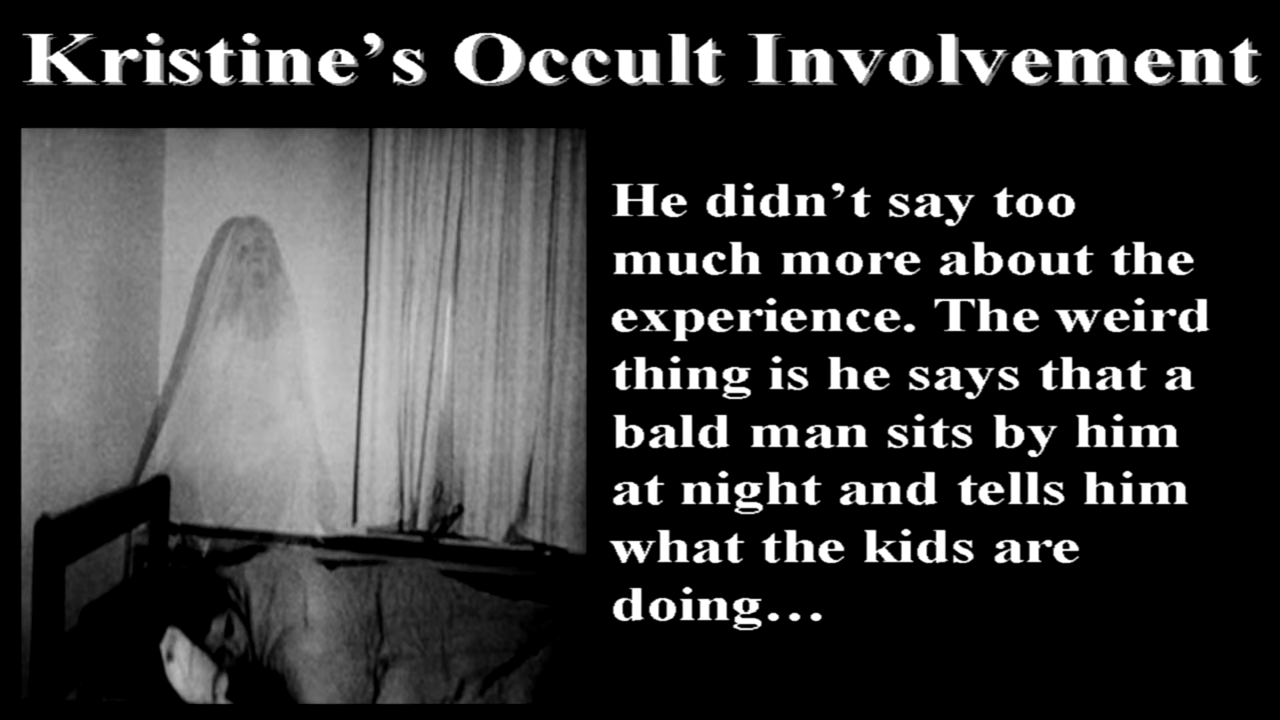 Kristine’s Occult Involvement
He didn’t say too
much more about the
experience. The weird
thing is he says that a
bald man sits by him
at night and tells him
what the kids are
doing…